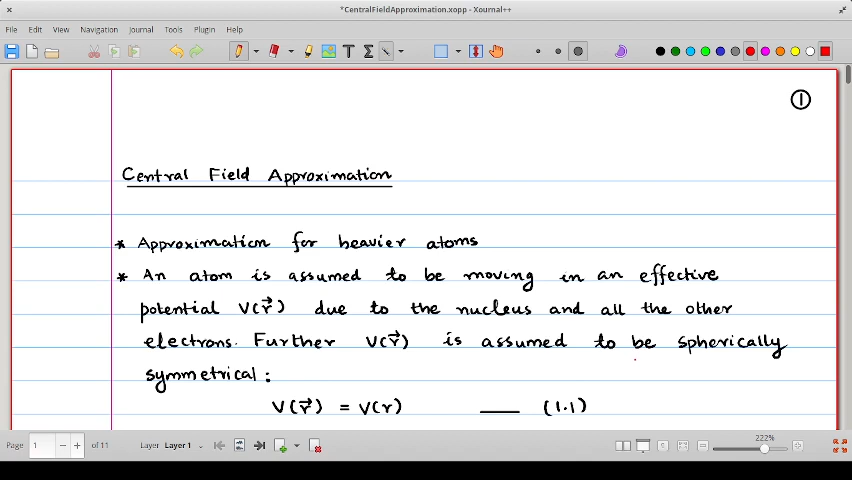 *CentralFieldApproximation.xopp - Xournal++
File Edit View Navigation Journal Tools Plugin Help
①
Central Field Approximation
* Approximation for heavier atoms
* An atom is assumed to be moving in an effective
potential V(r⃗) due to the nucleus and all the other
electrons. Further V(r⃗) is assumed to be spherically
symmetrical:
V(r⃗) = V(r) —— (1.1)
Page 1 of 11 Layer Layer 1 222%